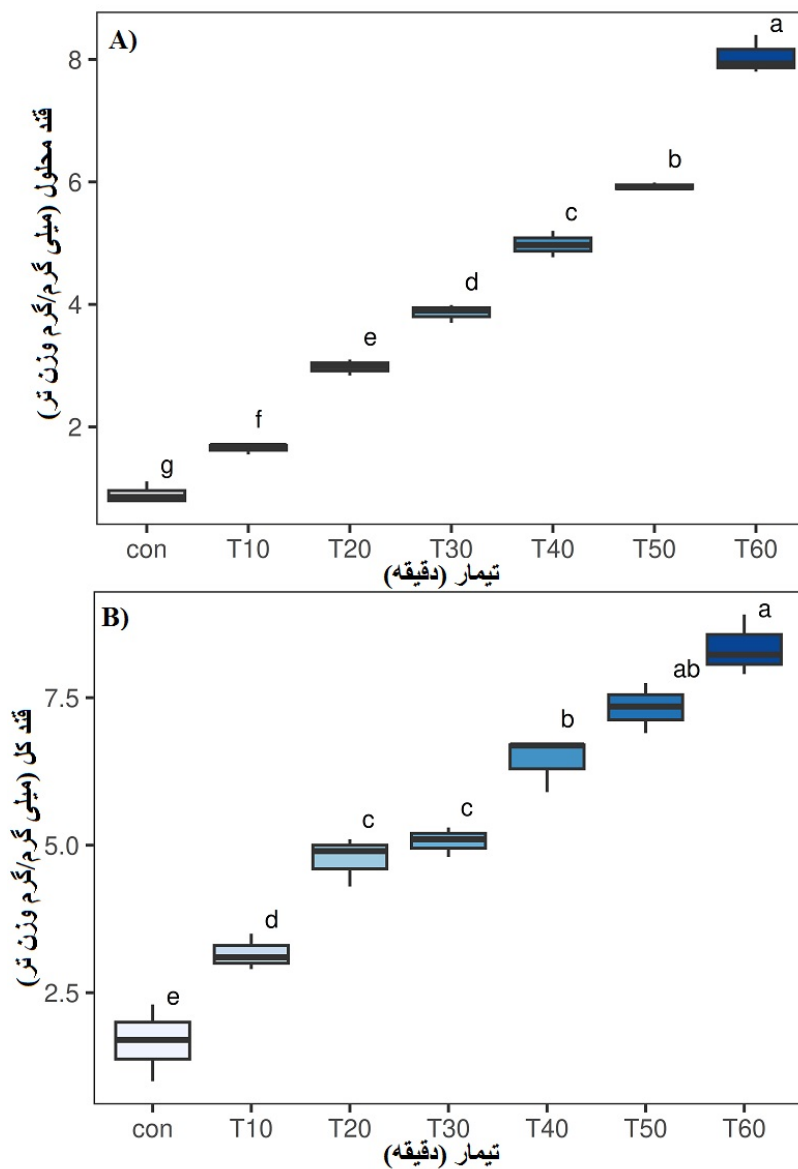 A)
قند محلول (میلی گرم/گرم وزن تر)
8
6
4
2
a
b
c
d
e
f
g
con T10 T20 T30 T40 T50 T60
تیمار (دقیقه)
B)
قند کل (میلی گرم/گرم وزن تر)
7.5
5.0
2.5
a
ab
b
c
c
d
e
con T10 T20 T30 T40 T50 T60
تیمار (دقیقه)